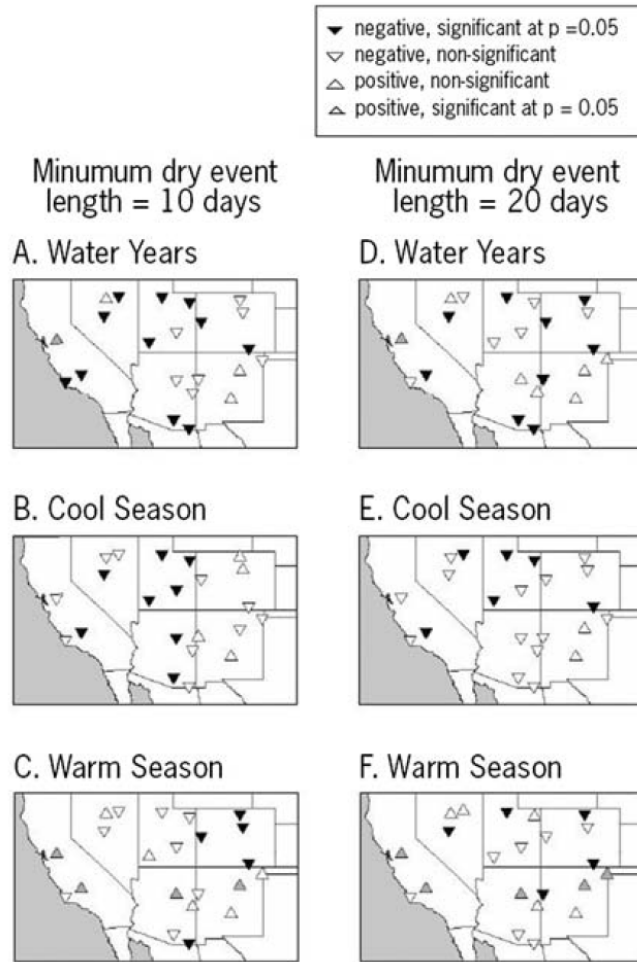 negative, significant at p =0.05
negative, non-significant
positive, non-significant
positive, significant at p = 0.05
Minumum dry event
length = 10 days
Minumum dry event
length = 20 days
A. Water Years
D. Water Years
B. Cool Season
E. Cool Season
C. Warm Season
F. Warm Season